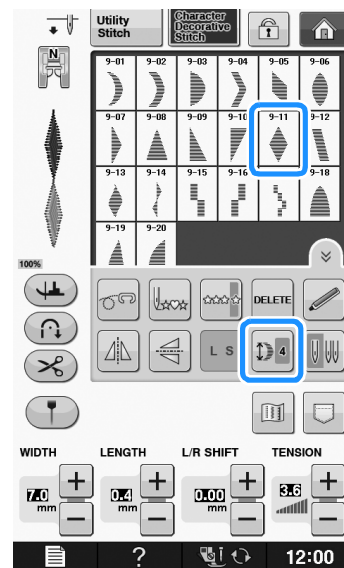 Utility Stitch
Character Decorative Stitch
N
9-01 9-02 9-03 9-04 9-05 9-06
9-07 9-08 9-09 9-10 9-11 9-12
9-13 9-14 9-15 9-16 9-18
9-19 9-20
100%
DELETE
L S
4
WIDTH LENGTH L/R SHIFT TENSION
7.0 mm + −
0.4 mm + −
0.00 mm + −
3.6 + −
? 12:00